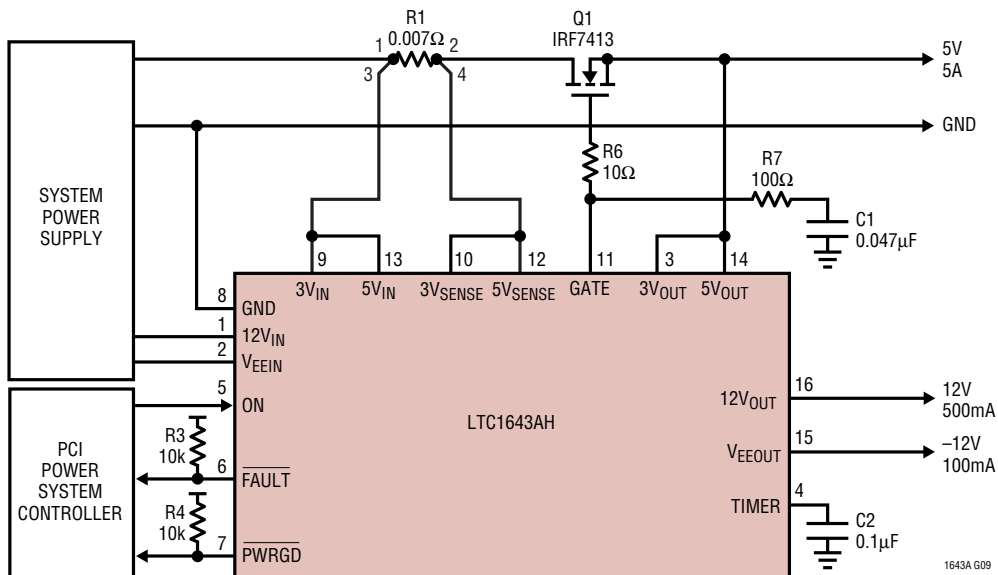 R1
0.007Ω
1
2
3
4
Q1
IRF7413
5V
5A
GND
R6
10Ω
R7
100Ω
C1
0.047µF
SYSTEM
POWER
SUPPLY
9
13
10
12
11
3
14
3VIN
5VIN
3VSENSE
5VSENSE
GATE
3VOUT
5VOUT
8
GND
1
12VIN
2
VEEIN
5
ON
LTC1643AH
16
12VOUT
12V
500mA
15
VEEOUT
–12V
100mA
PCI
POWER
SYSTEM
CONTROLLER
R3
10k
6
FAULT
R4
10k
7
PWRGD
4
TIMER
C2
0.1µF
1643A G09